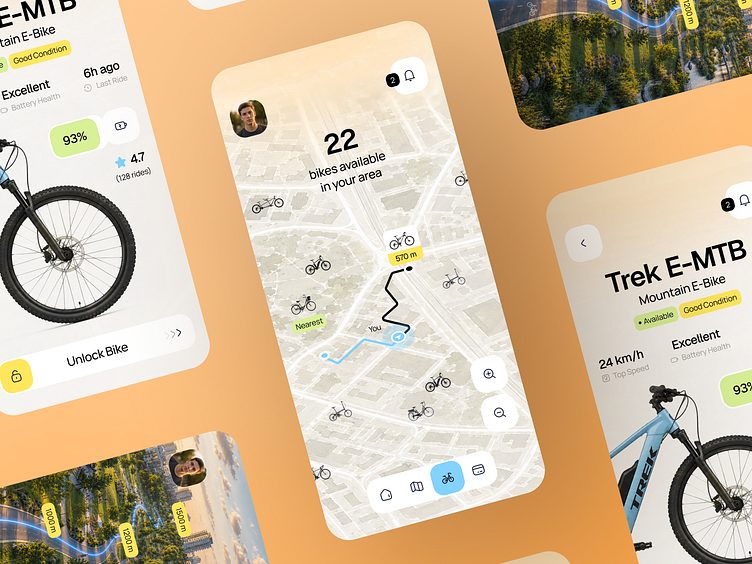 E-MTB
tain E-Bike
Good Condition
Excellent
Battery Health
6h ago
Last Ride
93%
4.7
(128 rides)
Unlock Bike
1000 m
1200 m
1500 m
2
22
bikes available
in your area
570 m
Nearest
You
1200 m
2
Trek E-MTB
Mountain E-Bike
Available
Good Condition
24 km/h
Top Speed
Excellent
Battery Health
93%
TREK